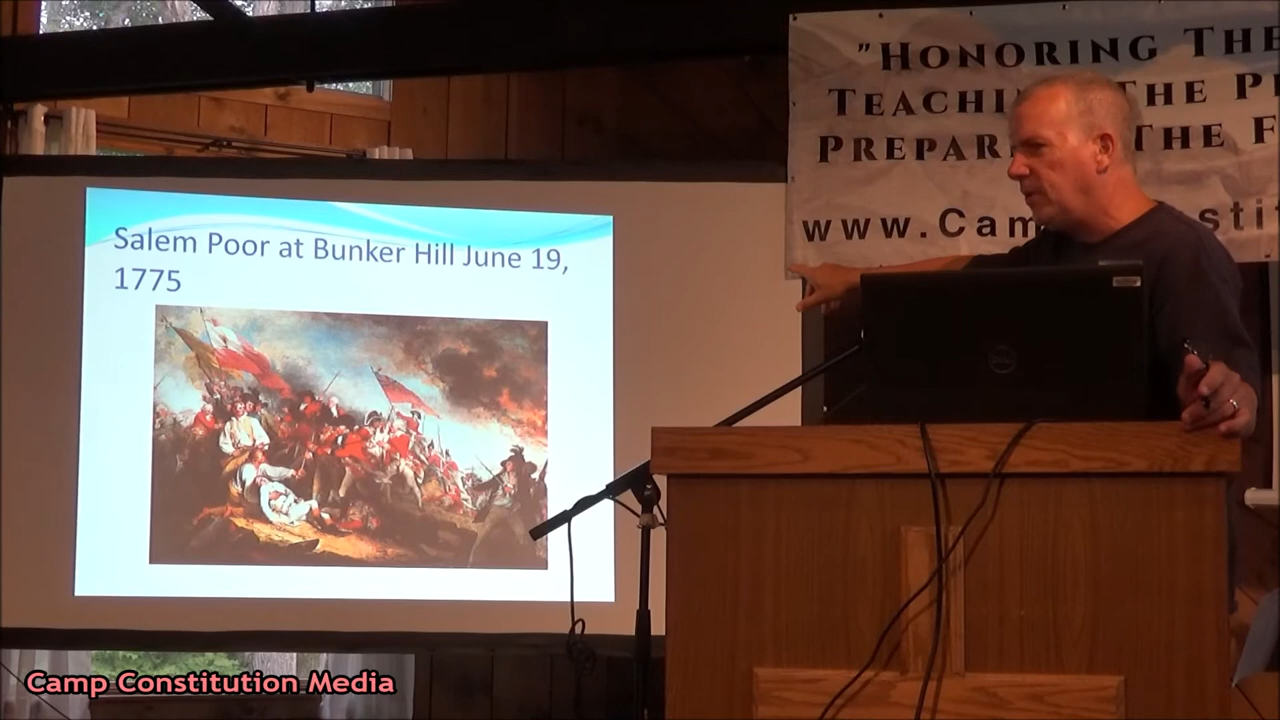 "HONORING THE
TEACHI THE P
PREPAR THE F
www.Cam sti
Salem Poor at Bunker Hill June 19,
1775
DELL
Camp Constitution Media